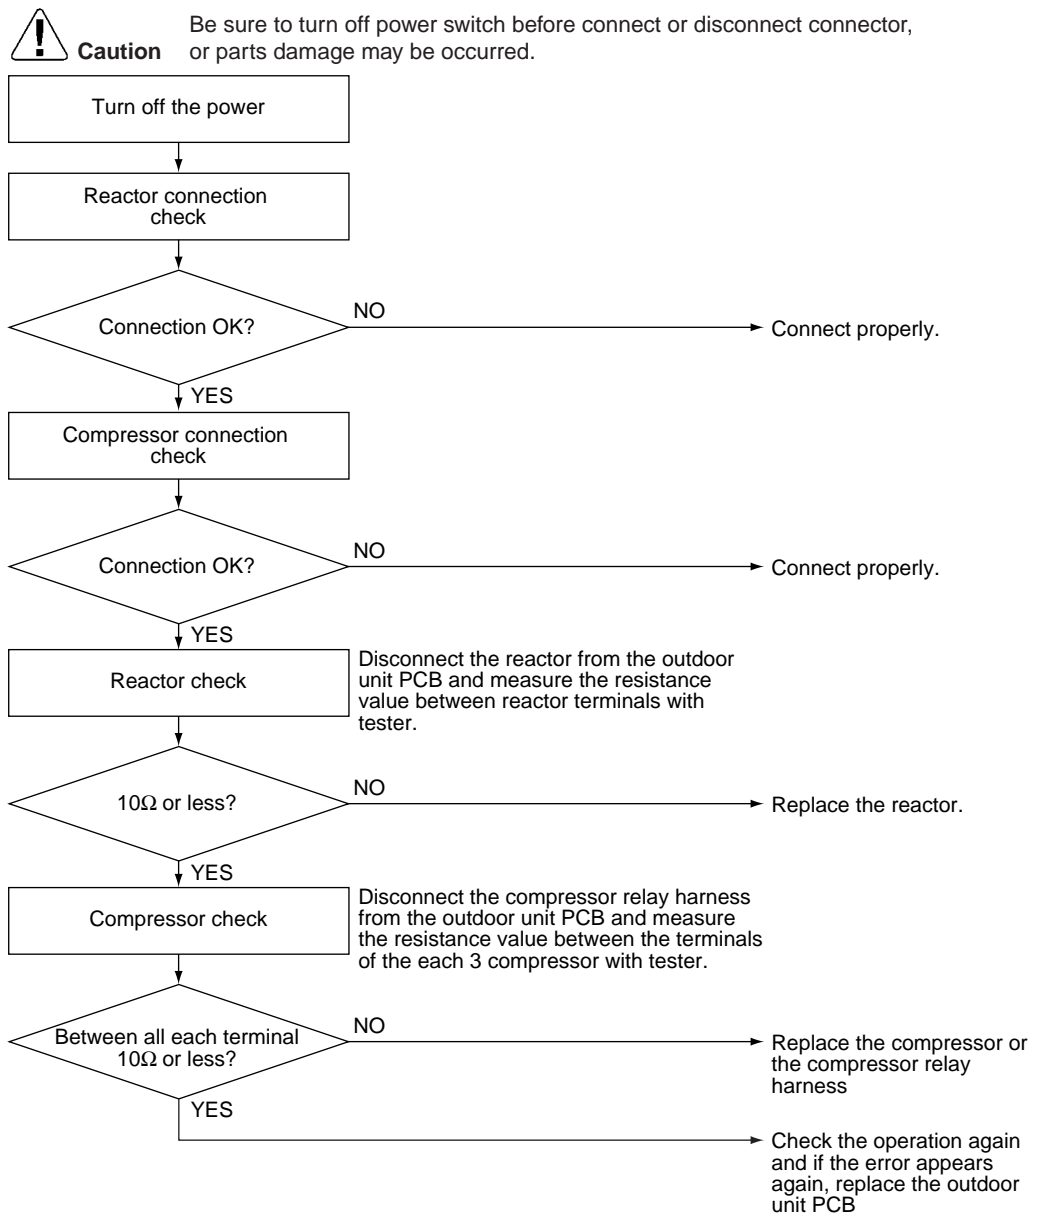 Be sure to turn off power switch before connect or disconnect connector,
Caution or parts damage may be occurred.
Turn off the power
Reactor connection
check
Connection OK?
NO
Connect properly.
YES
Compressor connection
check
Connection OK?
NO
Connect properly.
YES
Reactor check
Disconnect the reactor from the outdoor
unit PCB and measure the resistance
value between reactor terminals with
tester.
10Ω or less?
NO
Replace the reactor.
YES
Compressor check
Disconnect the compressor relay harness
from the outdoor unit PCB and measure
the resistance value between the terminals
of the each 3 compressor with tester.
Between all each terminal
10Ω or less?
NO
Replace the compressor or
the compressor relay
harness
YES
Check the operation again
and if the error appears
again, replace the outdoor
unit PCB